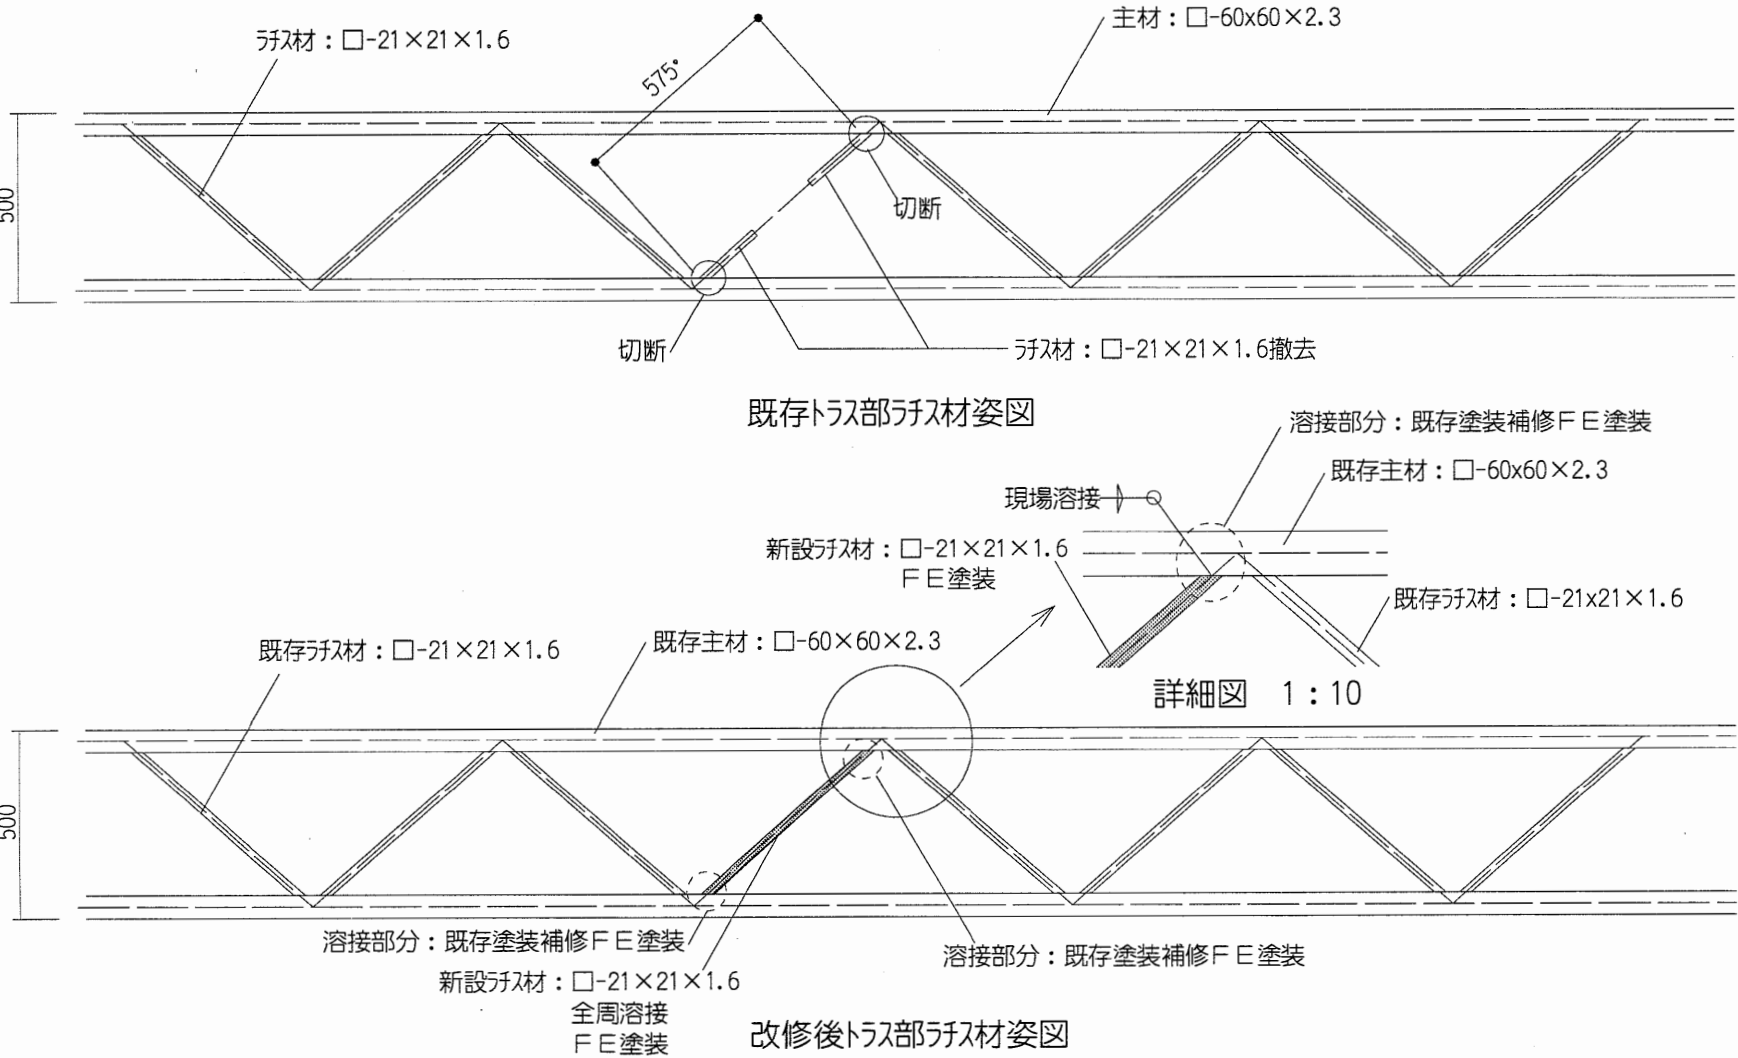 ラチス材：□-21×21×1.6
575°
主材：□-60x60×2.3
500
切断
切断
ラチス材：□-21×21×1.6撤去
既存トラス部ラチス材姿図
溶接部分：既存塗装補修ＦＥ塗装
既存主材：□-60x60×2.3
現場溶接
新設ラチス材：□-21×21×1.6
ＦＥ塗装
既存ラチス材：□-21x21×1.6
詳細図　1：10
既存ラチス材：□-21×21×1.6
既存主材：□-60×60×2.3
500
溶接部分：既存塗装補修ＦＥ塗装
溶接部分：既存塗装補修ＦＥ塗装
新設ラチス材：□-21×21×1.6
全周溶接
ＦＥ塗装
改修後トラス部ラチス材姿図